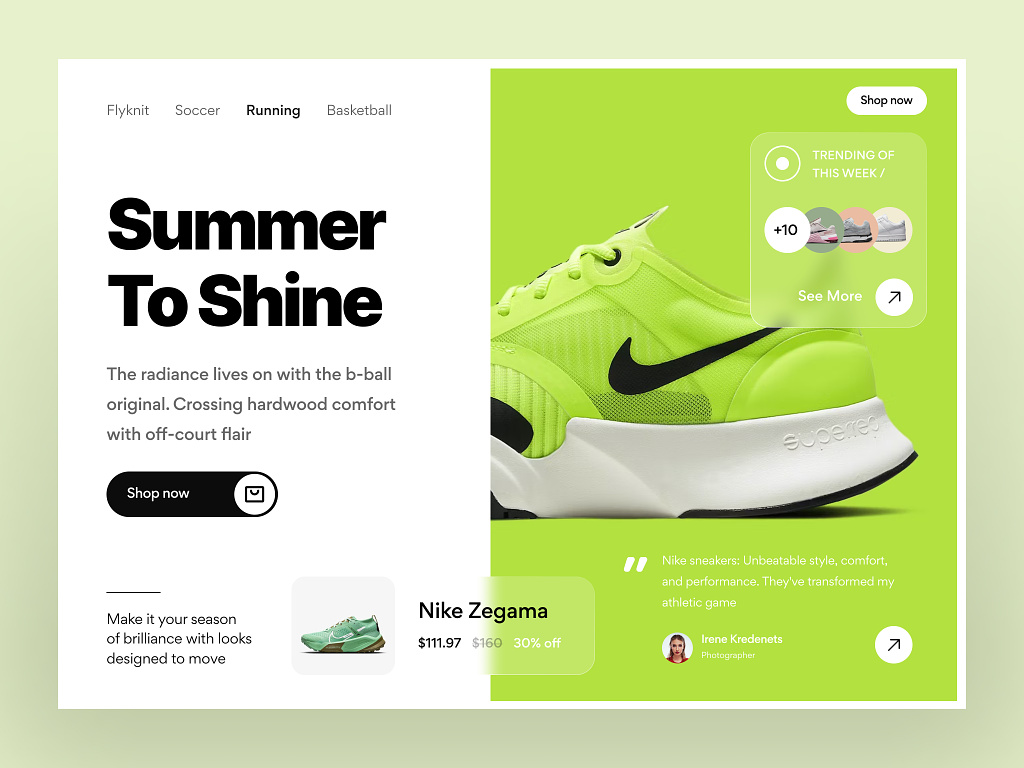 Flyknit Soccer Running Basketball
Shop now
Summer
To Shine
The radiance lives on with the b-ball
original. Crossing hardwood comfort
with off-court flair
Shop now
TRENDING OF
THIS WEEK /
+10
See More
superrep
Make it your season
of brilliance with looks
designed to move
Nike Zegama
$111.97 $160 30% off
" Nike sneakers: Unbeatable style, comfort,
and performance. They've transformed my
athletic game
Irene Kredenets
Photographer